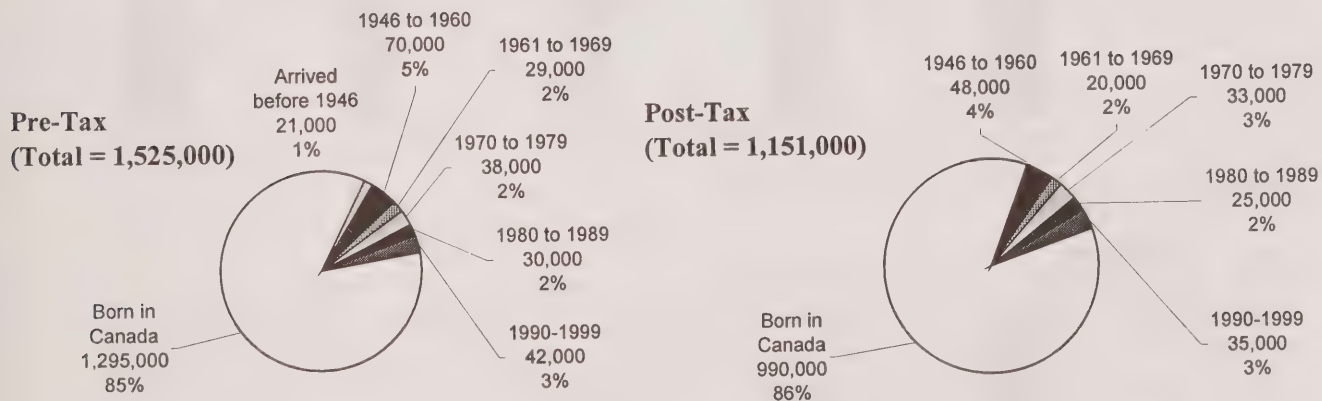 Pre-Tax
(Total = 1,525,000)
Arrived
before 1946
21,000
1%
1946 to 1960
70,000
5%
1961 to 1969
29,000
2%
1970 to 1979
38,000
2%
1980 to 1989
30,000
2%
1990-1999
42,000
3%
Born in
Canada
1,295,000
85%
Post-Tax
(Total = 1,151,000)
1946 to 1960
48,000
4%
1961 to 1969
20,000
2%
1970 to 1979
33,000
3%
1980 to 1989
25,000
2%
1990-1999
35,000
3%
Born in
Canada
990,000
86%